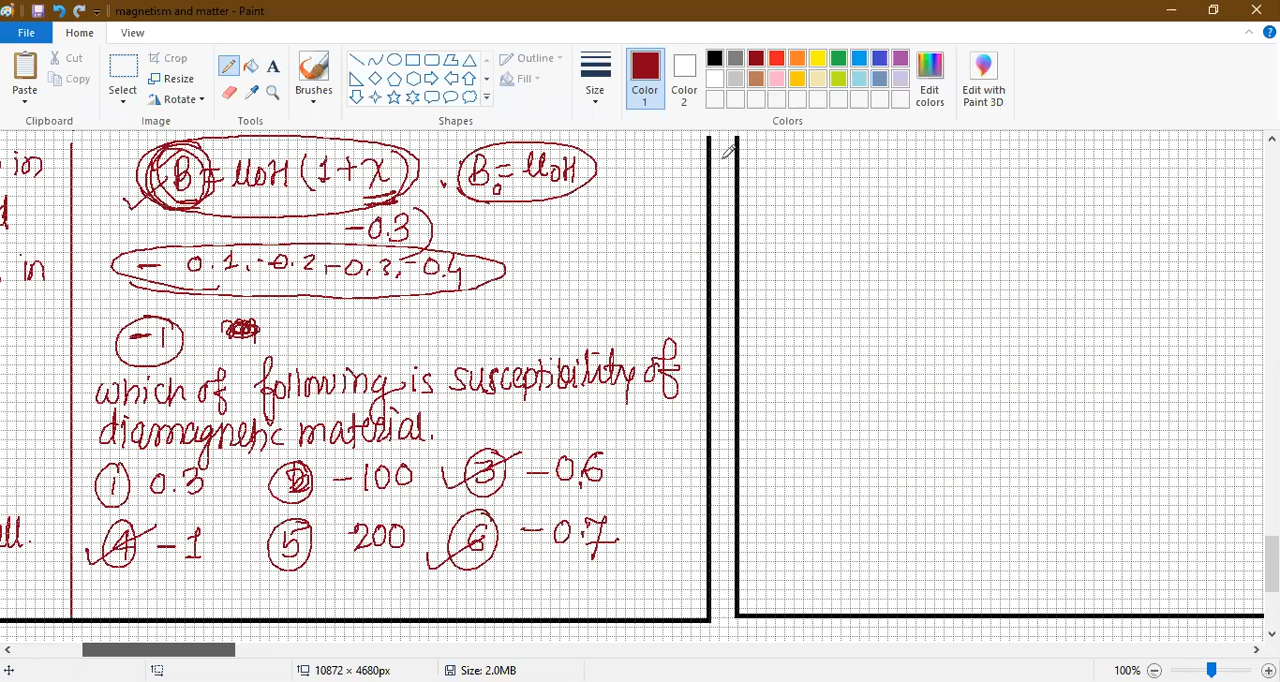 magnetism and matter - Paint
File Home View
Paste Cut Copy Select Crop Resize Rotate A Brushes Outline Fill Size Color 1 Color 2 Edit colors Edit with Paint 3D
Clipboard Image Tools Shapes Colors
in
B = μ0H (1+χ) . B0 = μ0H
-0.3
- 0.1, -0.2, -0.3, -0.4
in
-1
which of following is susceptibility of
diamagnetic material.
1 0.3 -100 3 -0.6
ll.
4 -1 5 200 6 -0.7
10872 × 4680px Size: 2.0MB 100%